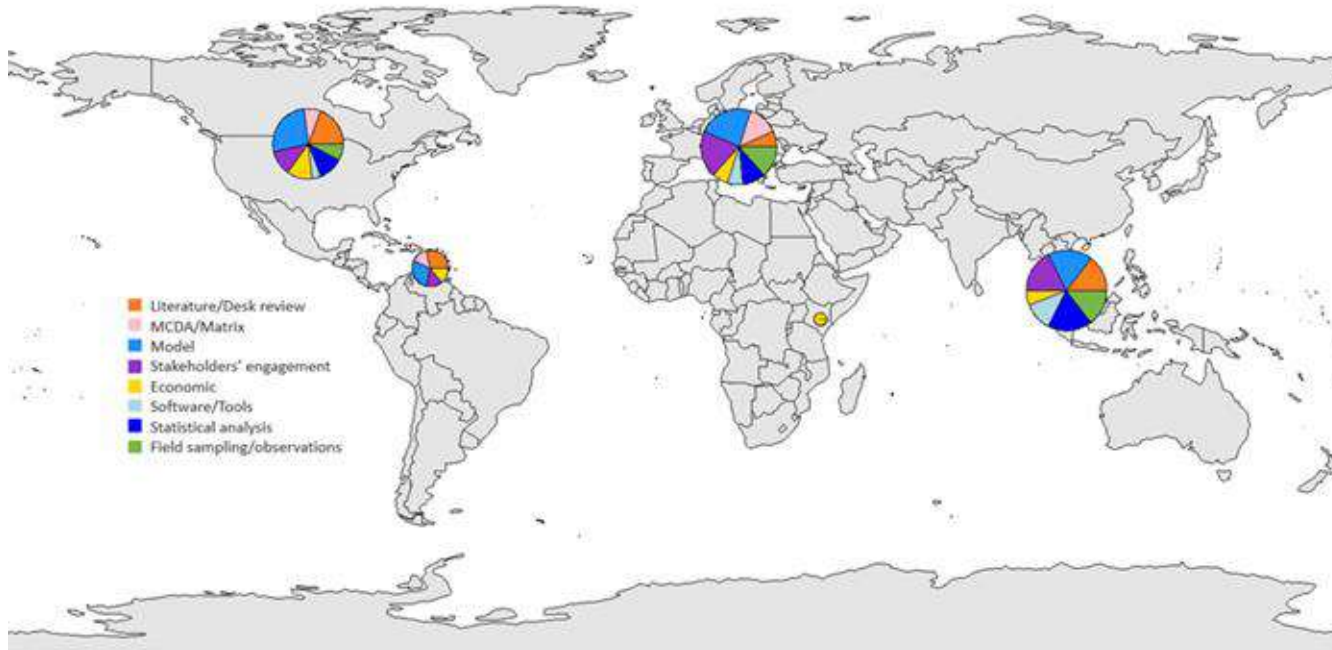 Literature/Desk review
MCDA/Matrix
Model
Stakeholders' engagement
Economic
Software/Tools
Statistical analysis
Field sampling/observations